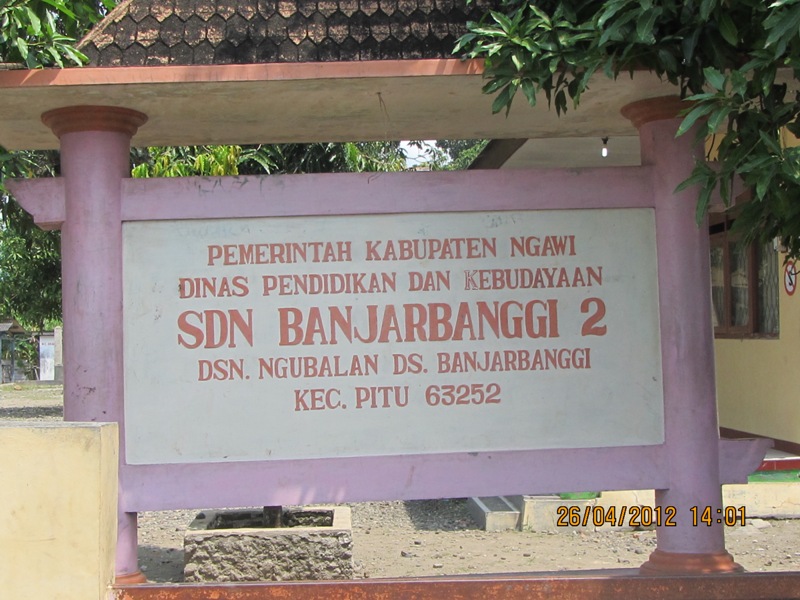 PEMERINTAH KABUPATEN NGAWI
DINAS PENDIDIKAN DAN KEBUDAYAAN
SDN BANJARBANGGI 2
DSN. NGUBALAN DS. BANJARBANGGI
KEC. PITU 63252
26/04/2012 14:01